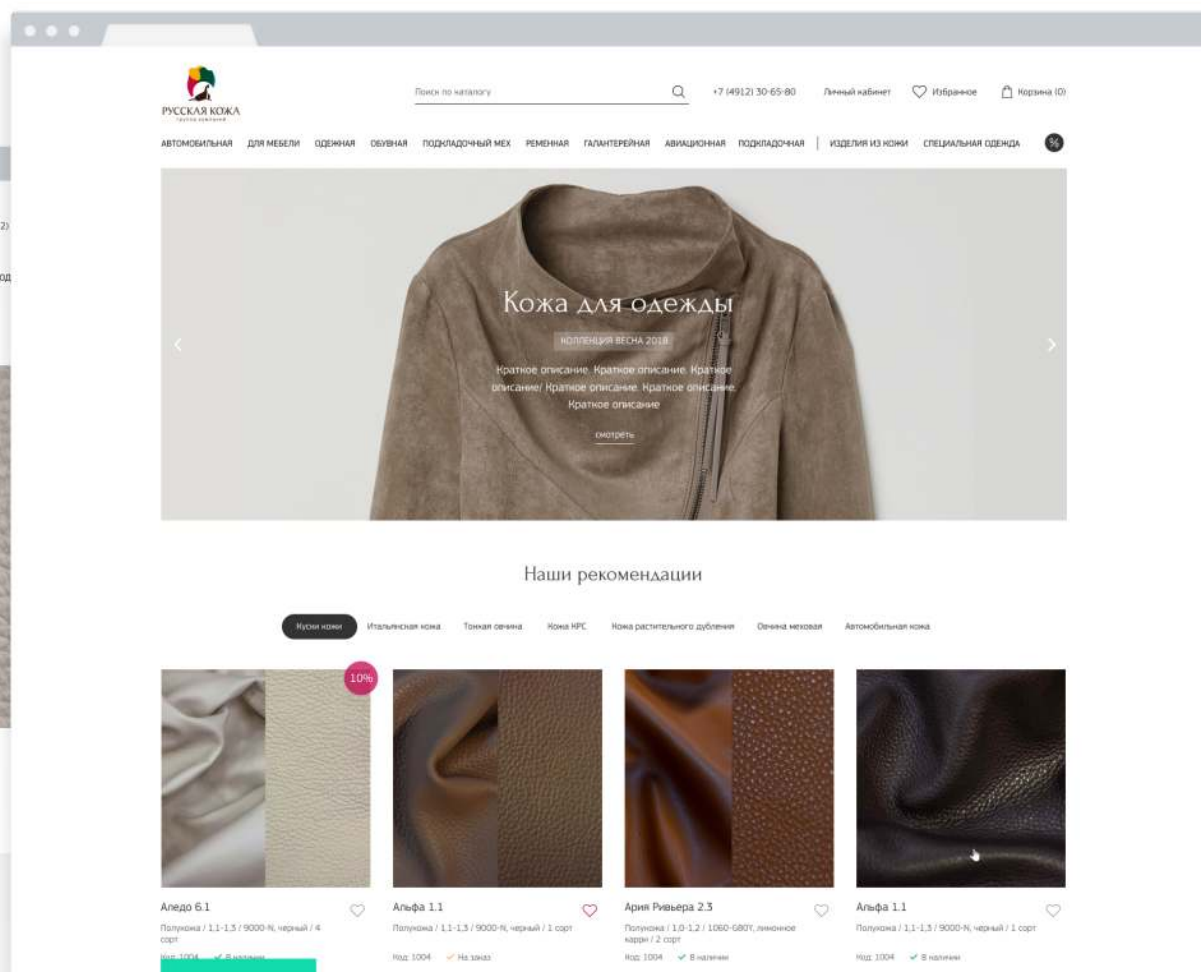 РУССКАЯ КОЖА
группа компаний
Поиск по каталогу
+7 (4912) 30-65-80
Личный кабинет
Избранное
Корзина (0)
АВТОМОБИЛЬНАЯ ДЛЯ МЕБЕЛИ ОДЕЖНАЯ ОБУВНАЯ ПОДКЛАДОЧНЫЙ МЕХ РЕМЕННАЯ ГАЛАНТЕРЕЙНАЯ АВИАЦИОННАЯ ПОДКЛАДОЧНАЯ | ИЗДЕЛИЯ ИЗ КОЖИ СПЕЦИАЛЬНАЯ ОДЕЖДА %
2)
ОД
Кожа для одежды
КОЛЛЕКЦИЯ ВЕСНА 2018
Краткое описание. Краткое описание. Краткое
описание/ Краткое описание. Краткое описание.
Краткое описание
смотреть
Наши рекомендации
Куски кожи Итальянская кожа Тонкая овчина Кожа КРС Кожа растительного дубления Овчина меховая Автомобильная кожа
10%
Аледо 6.1
Полукожа / 1,1-1,3 / 9000-N, черный / 4
сорт
Код: 1004 В наличии
Альфа 1.1
Полукожа / 1,1-1,3 / 9000-N, черный / 1 сорт
Код: 1004 На заказ
Ария Ривьера 2.3
Полукожа / 1,0-1,2 / 1060-G80Y, лимонное
карри / 2 сорт
Код: 1004 В наличии
Альфа 1.1
Полукожа / 1,1-1,3 / 9000-N, черный / 1 сорт
Код: 1004 В наличии